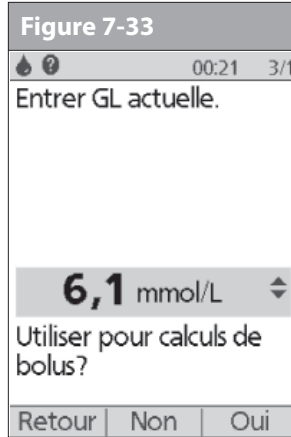 Figure 7-33
00:21 3/1
Entrer GL actuelle.
6,1 mmol/L
Utiliser pour calculs de
bolus?
Retour | Non | Oui